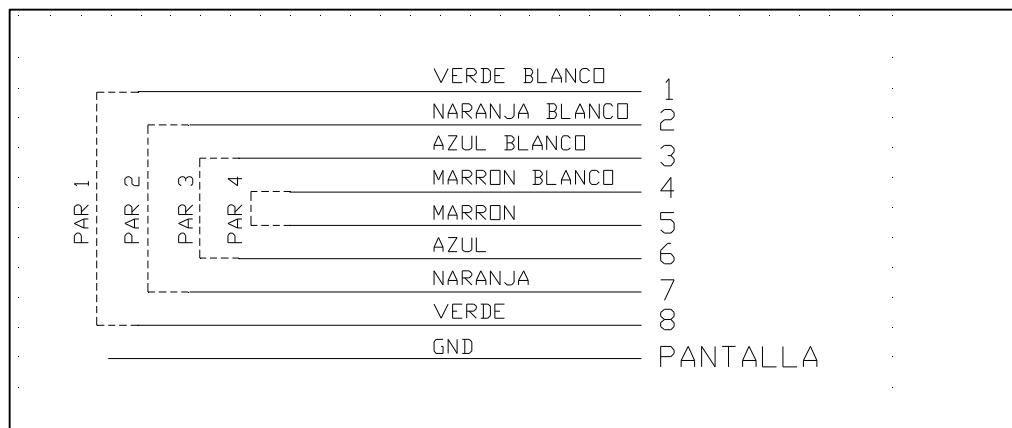 VERDE BLANCO 1
NARANJA BLANCO 2
AZUL BLANCO 3
MARRON BLANCO 4
MARRON 5
AZUL 6
NARANJA 7
VERDE 8
GND PANTALLA
PAR 1
PAR 2
PAR 3
PAR 4